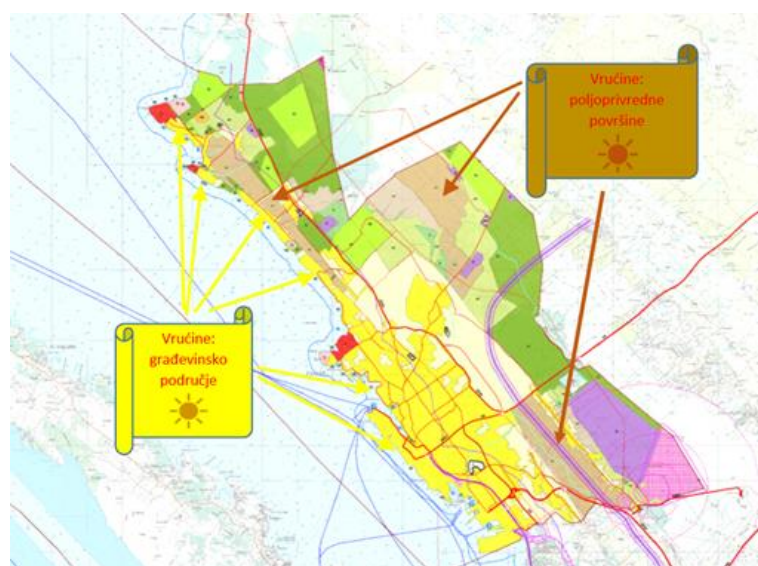 Vrućine:
poljoprivredne
površine
Vrućine:
građevinsko
područje